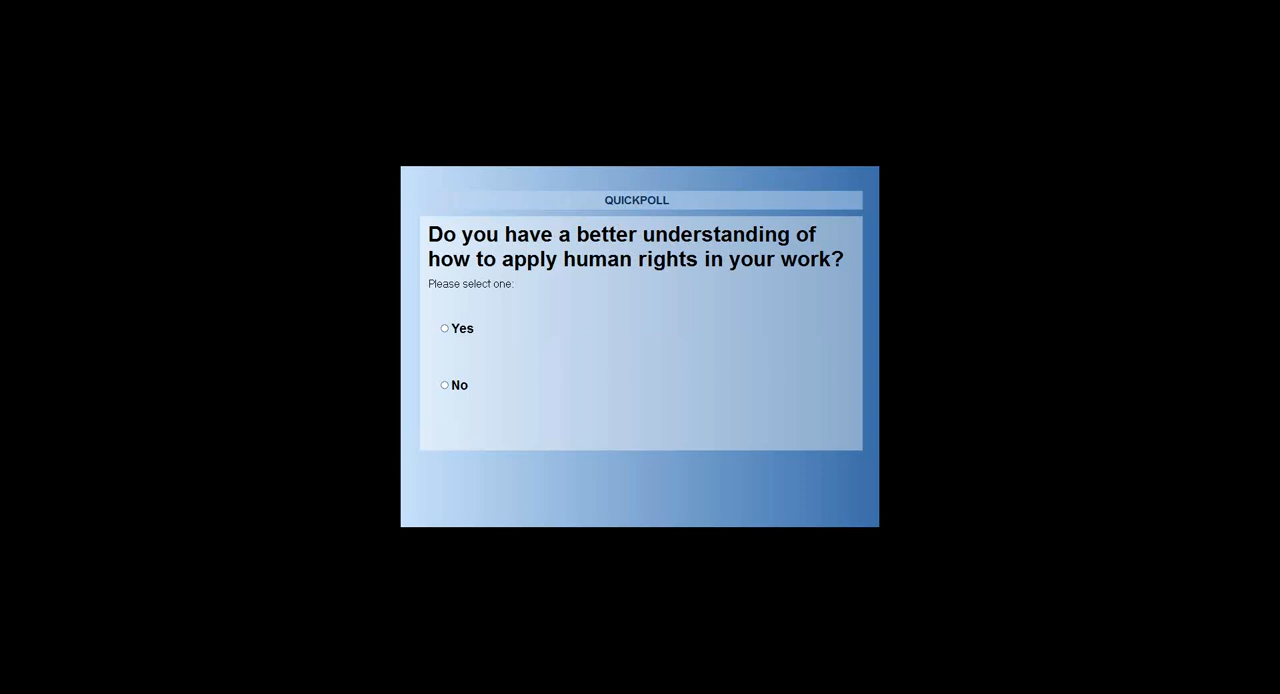 QUICKPOLL
Do you have a better understanding of
how to apply human rights in your work?
Please select one:
Yes
No